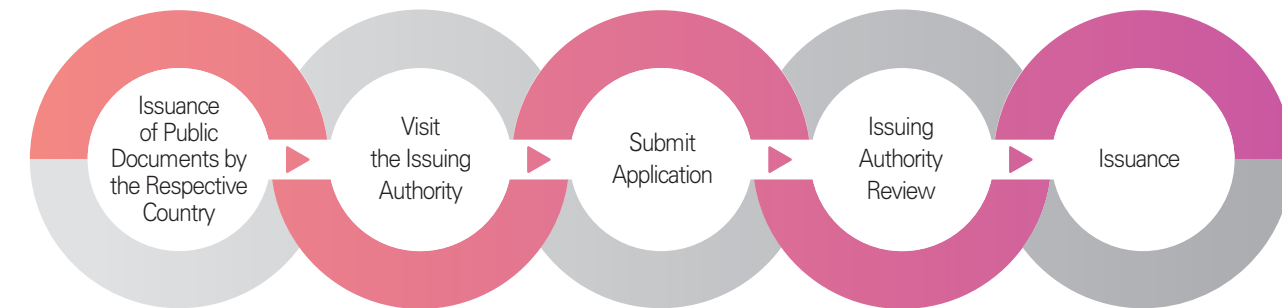 Issuance
of Public
Documents by
the Respective
Country
Visit
the Issuing
Authority
Submit
Application
Issuing
Authority
Review
Issuance